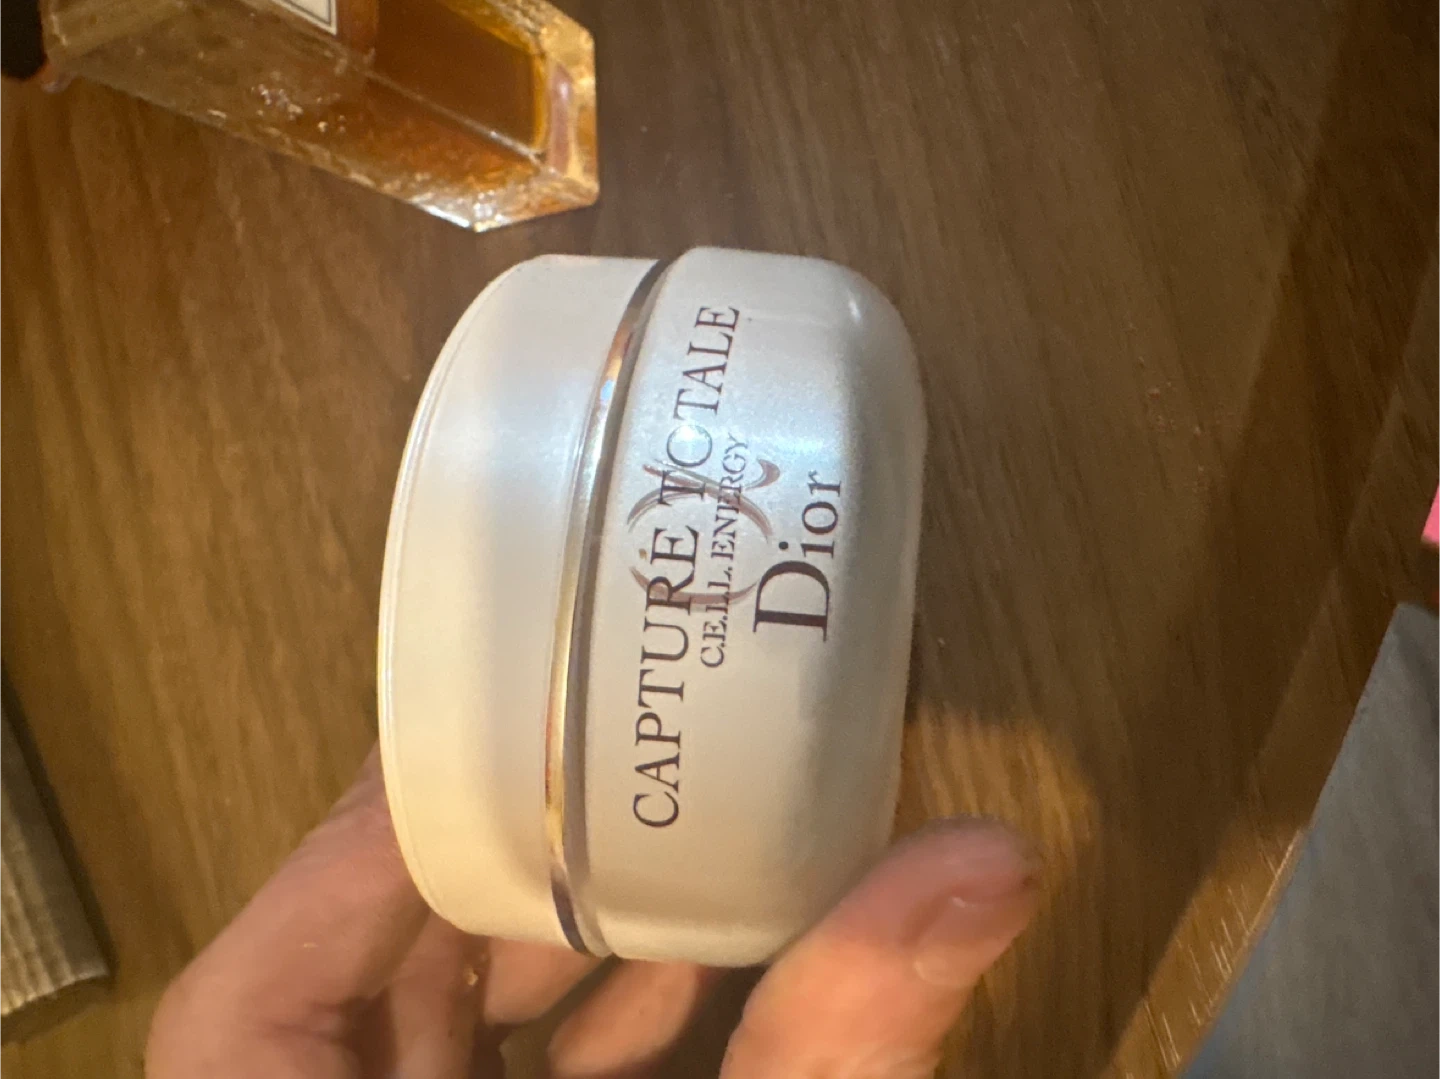 CAPTURE TOTALE
C.E.L.L. ENERGY
Dior